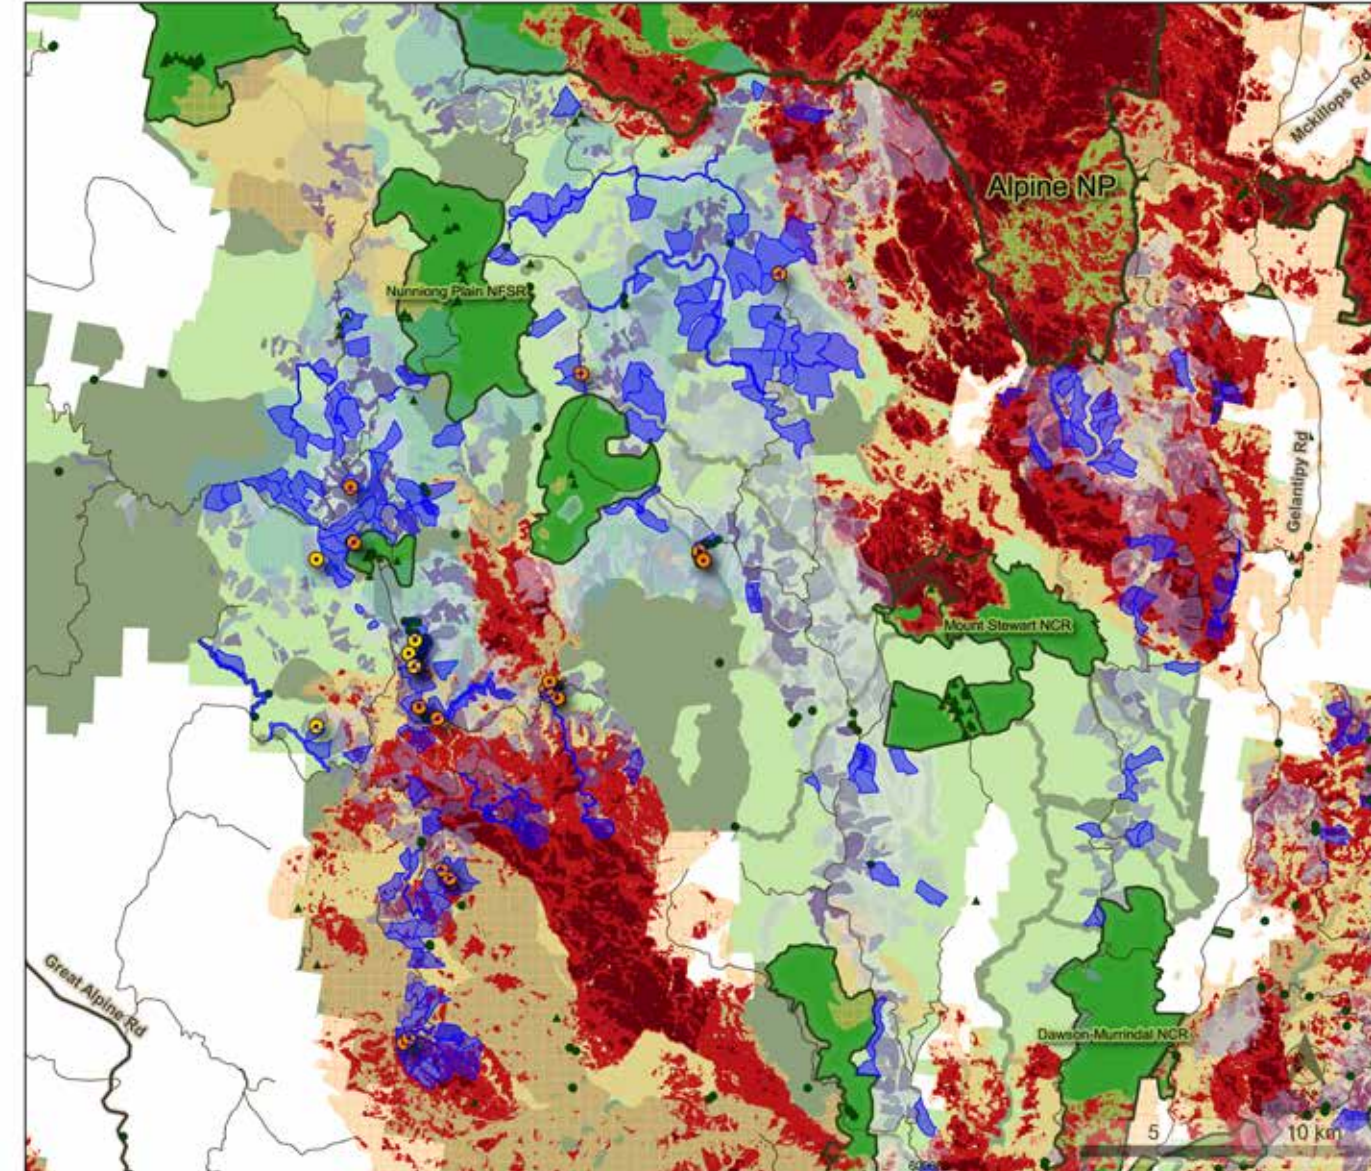 Mckillops Rd
Alpine NP
Nunniong Plain NFSR
Gelantipy Rd
Mount Stewart NCR
Great Alpine Rd
Dawson-Murrindal NCR
5
10 km